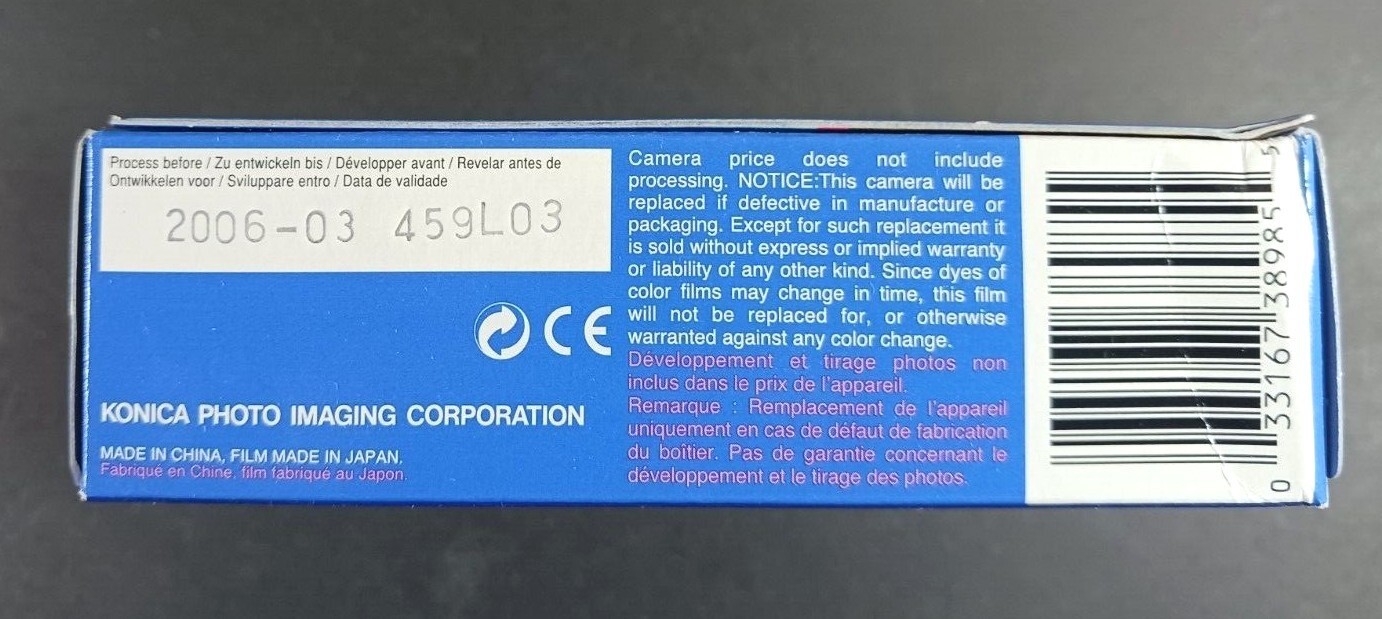 Process before / Zu entwickeln bis / Développer avant / Revelar antes de
Ontwikkelen voor / Sviluppare entro / Data de validade
2006-03 459L03
CE
KONICA PHOTO IMAGING CORPORATION
MADE IN CHINA, FILM MADE IN JAPAN.
Fabriqué en Chine, film fabriqué au Japon.
Camera price does not include
processing. NOTICE:This camera will be
replaced if defective in manufacture or
packaging. Except for such replacement it
is sold without express or implied warranty
or liability of any other kind. Since dyes of
color films may change in time, this film
will not be replaced for, or otherwise
warranted against any color change.
Développement et tirage photos non
inclus dans le prix de l'appareil.
Remarque : Remplacement de l'appareil
uniquement en cas de défaut de fabrication
du boîtier. Pas de garantie concernant le
développement et le tirage des photos.
0 33167 38985 5